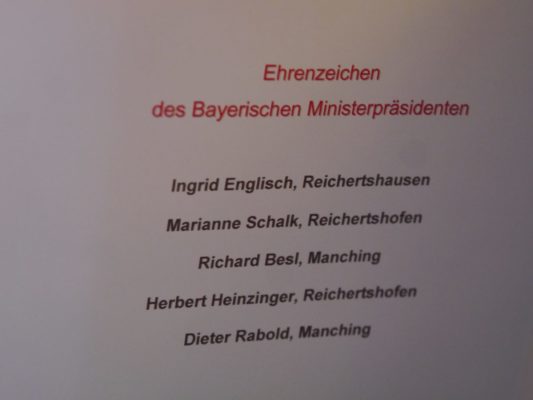 Ehrenzeichen
des Bayerischen Ministerpräsidenten
Ingrid Englisch, Reichertshausen
Marianne Schalk, Reichertshofen
Richard Besl, Manching
Herbert Heinzinger, Reichertshofen
Dieter Rabold, Manching